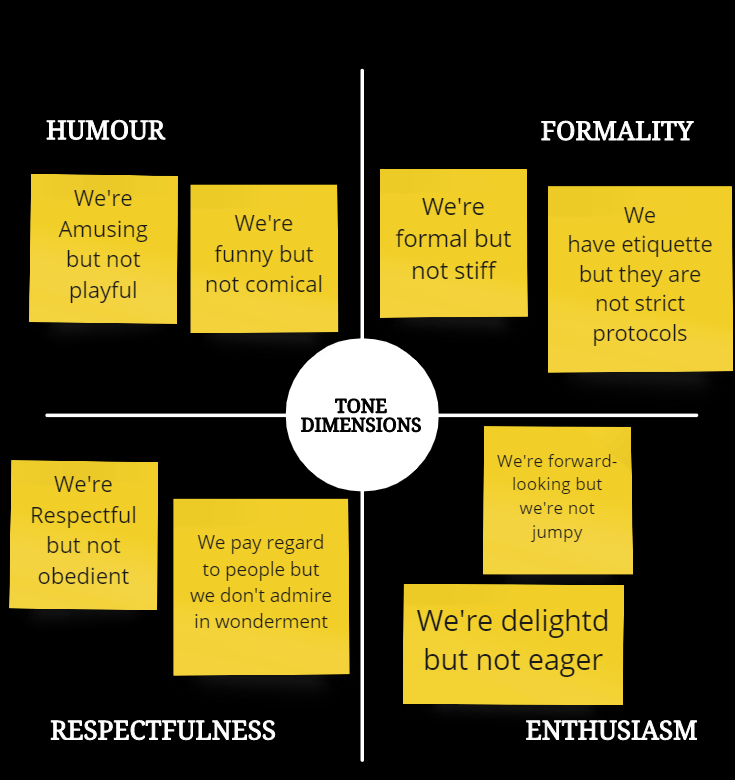 HUMOUR
We're
Amusing
but not
playful
We're
funny but
not comical
FORMALITY
We're
formal but
not stiff
We
have etiquette
but they are
not strict
protocols
TONE
DIMENSIONS
We're
Respectful
but not
obedient
We pay regard
to people but
we don't admire
in wonderment
RESPECTFULNESS
We're forward-
looking but
we're not
jumpy
We're delightd
but not eager
ENTHUSIASM